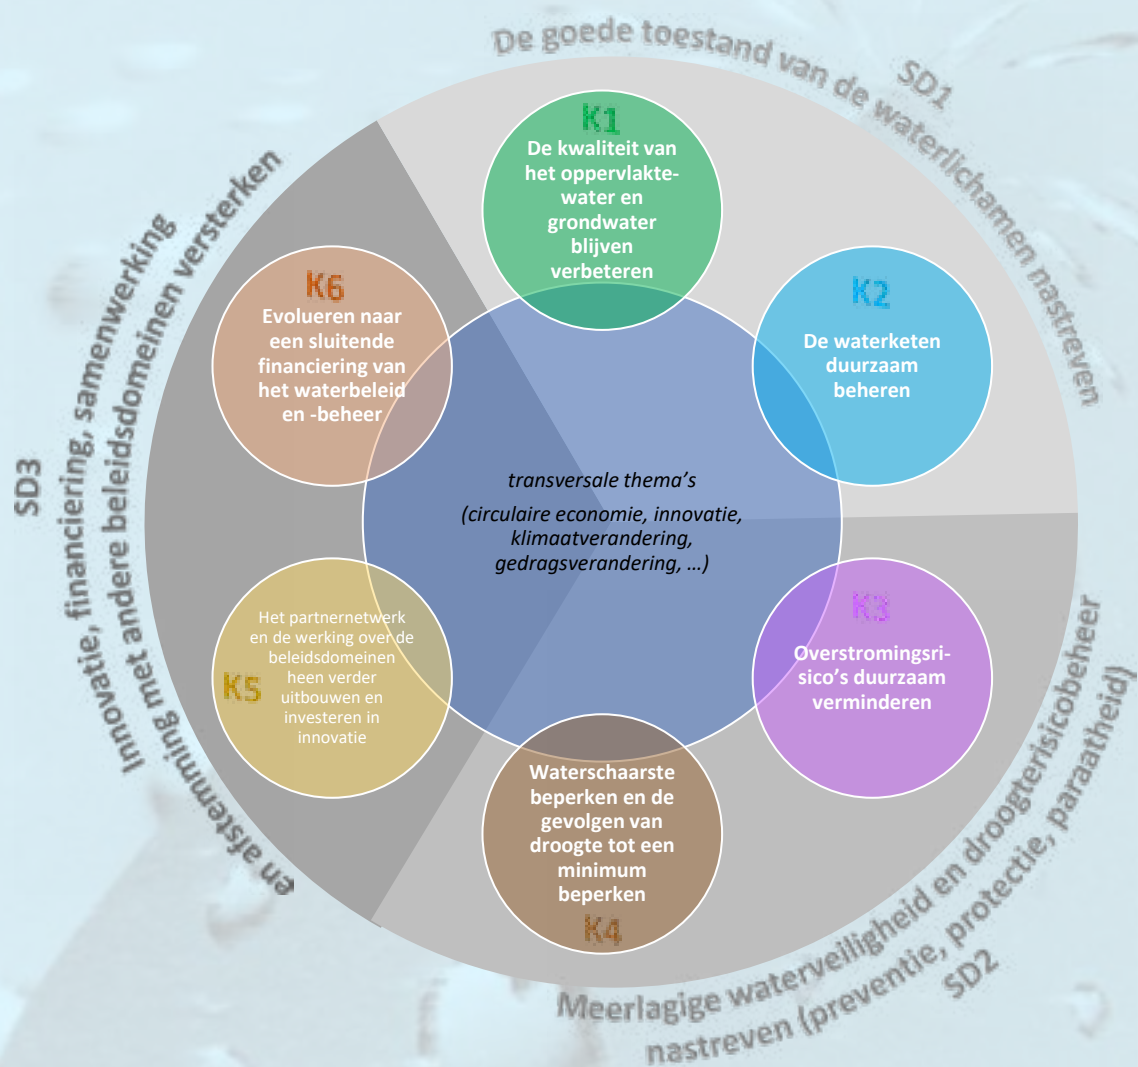 De goede toestand van de waterlichamen nastreven
SD1
K1
De kwaliteit van
het oppervlakte-
water en
grondwater
blijven
verbeteren
K2
De waterketen
duurzaam
beheren
K3
Overstromingsri-
sico's duurzaam
verminderen
Meerlagige waterveiligheid en droogterisicobeheer
nastreven (preventie, protectie, paraatheid)
SD2
Waterschaarste
beperken en de
gevolgen van
droogte tot een
minimum
beperken
K4
Het partnernetwerk
en de werking over de
beleidsdomeinen
heen verder
uitbouwen en
investeren in
innovatie
K5
K6
Evolueren naar
een sluitende
financiering van
het waterbeleid
en -beheer
SD3
Innovatie, financiering, samenwerking
en afstemming met andere beleidsdomeinen versterken
transversale thema's
(circulaire economie, innovatie,
klimaatverandering,
gedragsverandering, ...)